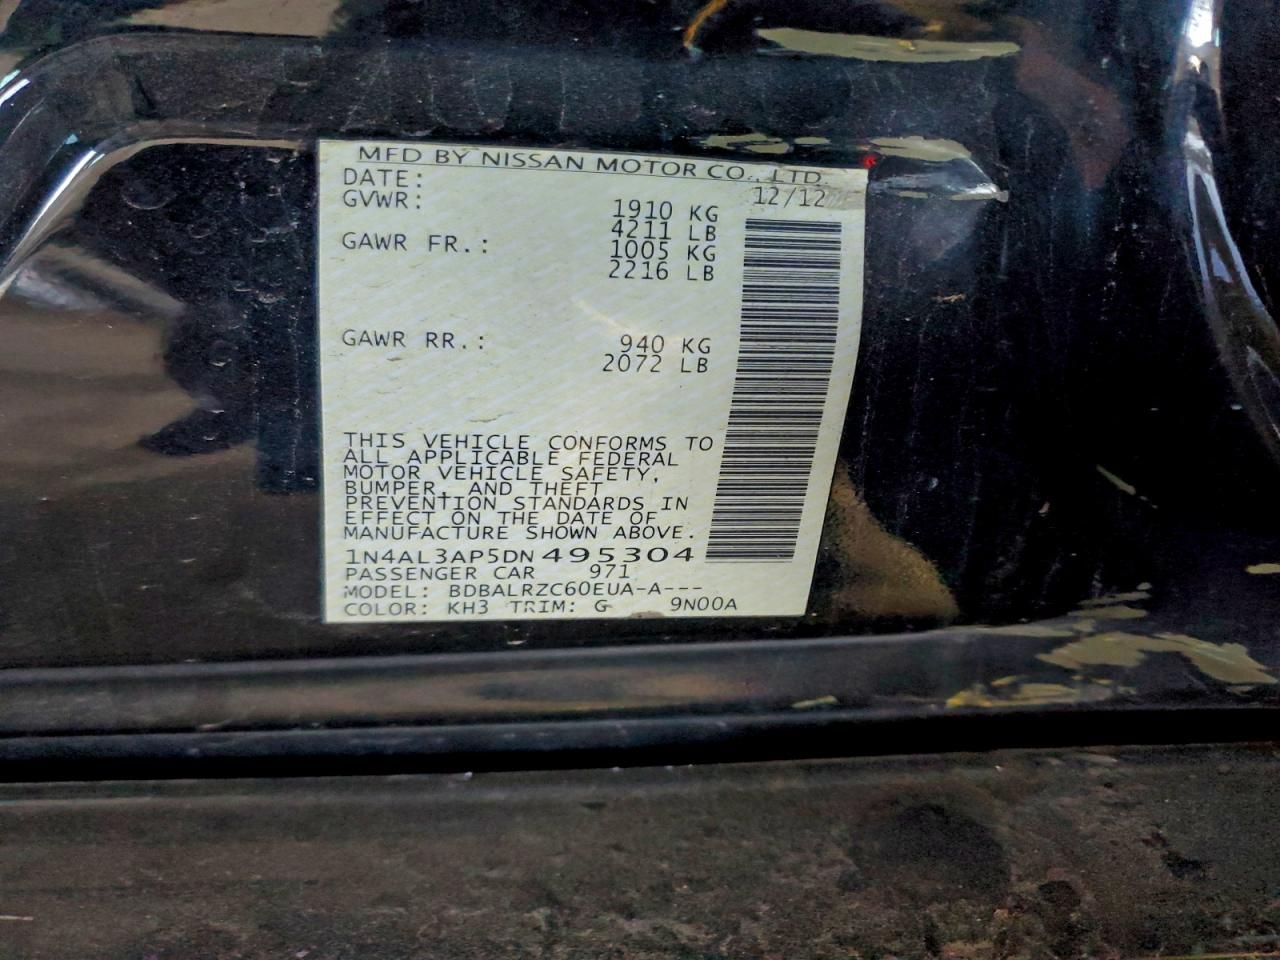 MFD BY NISSAN MOTOR CO., LTD.
DATE: 12/12
GVWR: 1910 KG
4211 LB
GAWR FR.: 1005 KG
2216 LB
GAWR RR.: 940 KG
2072 LB
THIS VEHICLE CONFORMS TO
ALL APPLICABLE FEDERAL
MOTOR VEHICLE SAFETY,
BUMPER, AND THEFT
PREVENTION STANDARDS IN
EFFECT ON THE DATE OF
MANUFACTURE SHOWN ABOVE.
1N4AL3AP5DN495304
PASSENGER CAR 971
MODEL: BDBALRZC60EUA-A---
COLOR: KH3 TRIM: G 9N00A